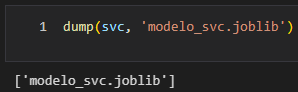 1 dump(svc, 'modelo_svc.joblib')
['modelo_svc.joblib']